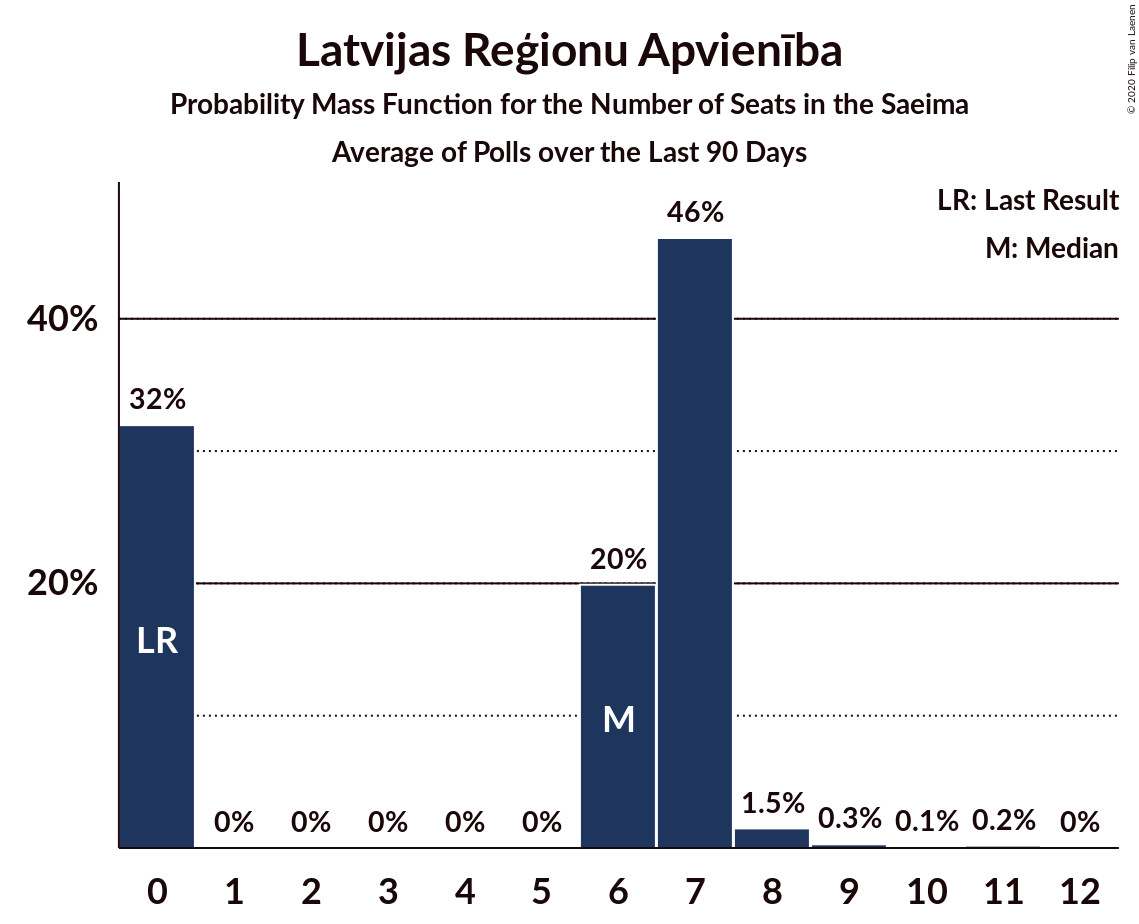 Latvijas Reģionu Apvienība
Probability Mass Function for the Number of Seats in the Saeima
Average of Polls over the Last 90 Days
© 2020 Filip van Laenen
LR: Last Result
M: Median
46%
40%
32%
20%
20%
LR
M
0% 0% 0% 0% 0% 1.5% 0.3% 0.1% 0.2% 0%
0 1 2 3 4 5 6 7 8 9 10 11 12